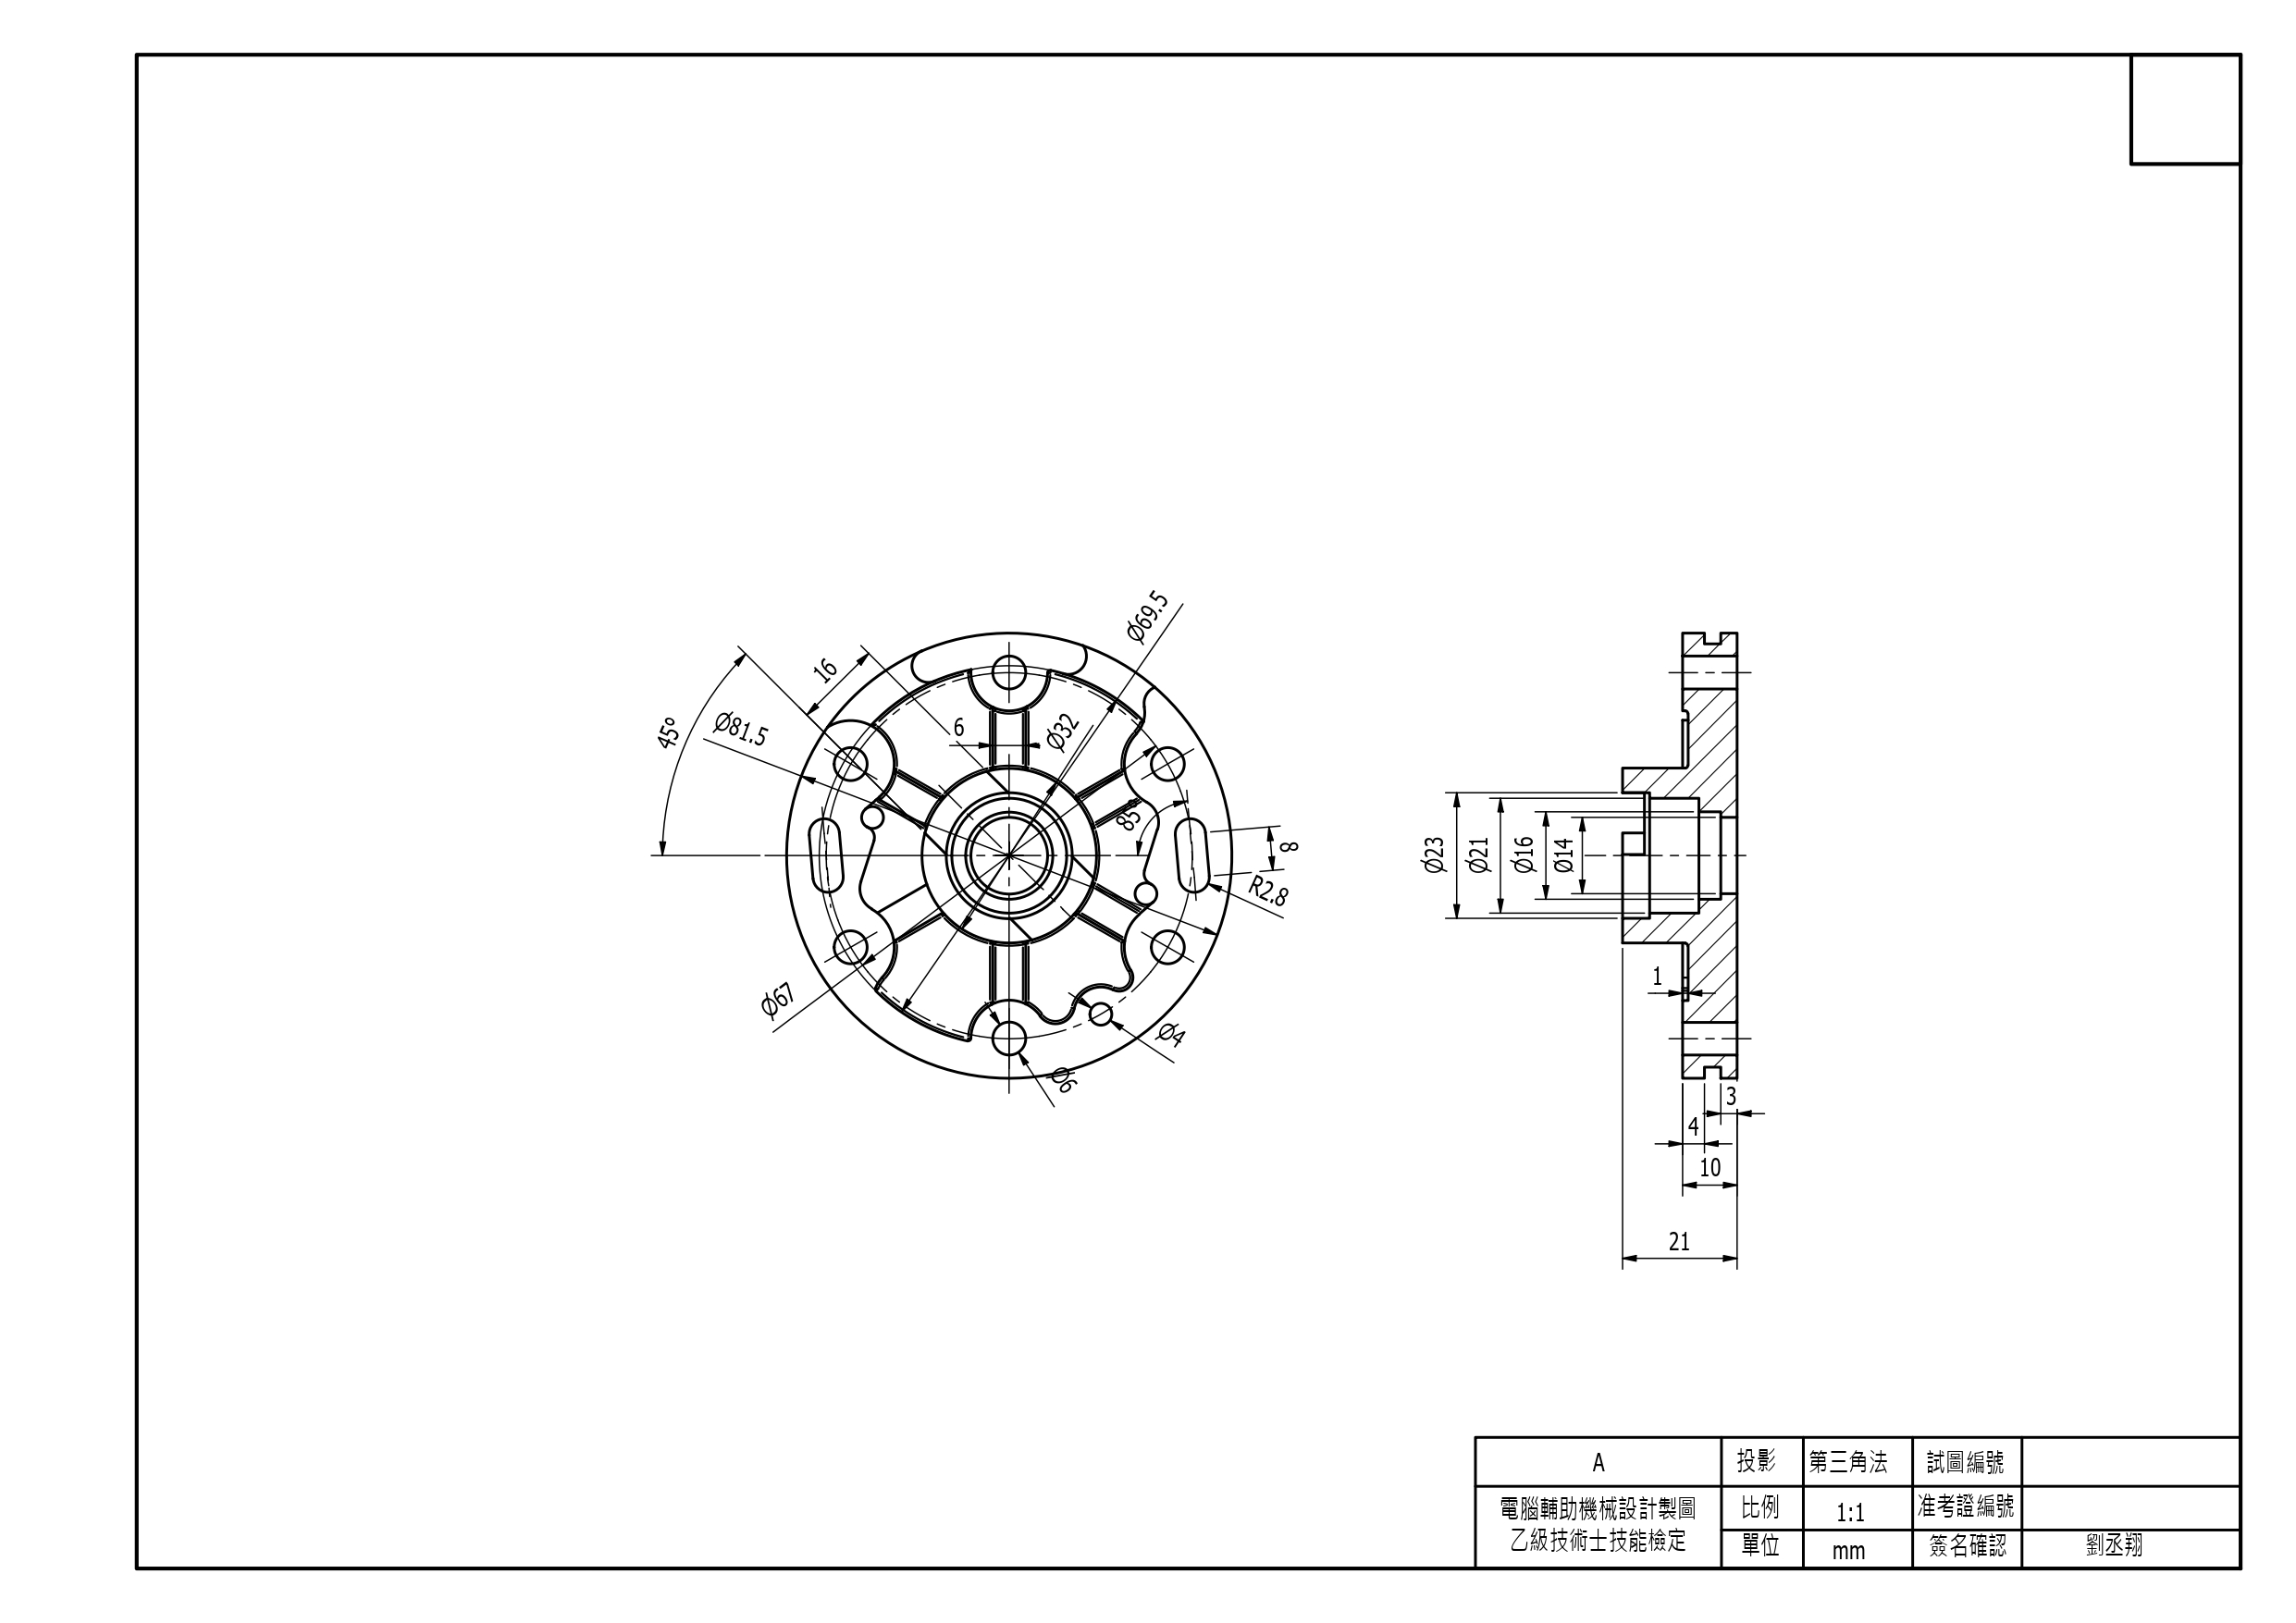 Ø69.5
16
45°
Ø81.5
6
Ø32
85°
8
R2.8
Ø67
Ø4
Ø6
Ø23
Ø21
Ø16
Ø14
1
3
4
10
21
A
投影
第三角法
試圖編號
電腦輔助機械設計製圖
乙級技術士技能檢定
比例
1:1
准考證編號
單位
mm
簽名確認
劉丞翔